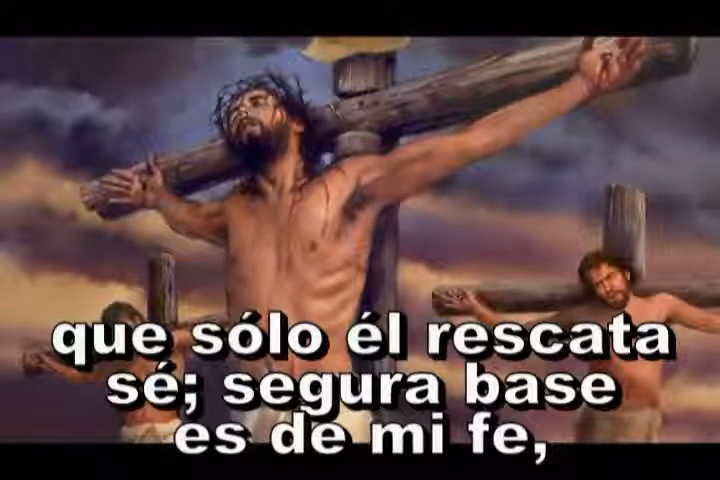 que sólo él rescata
sé; segura base
es de mi fe,